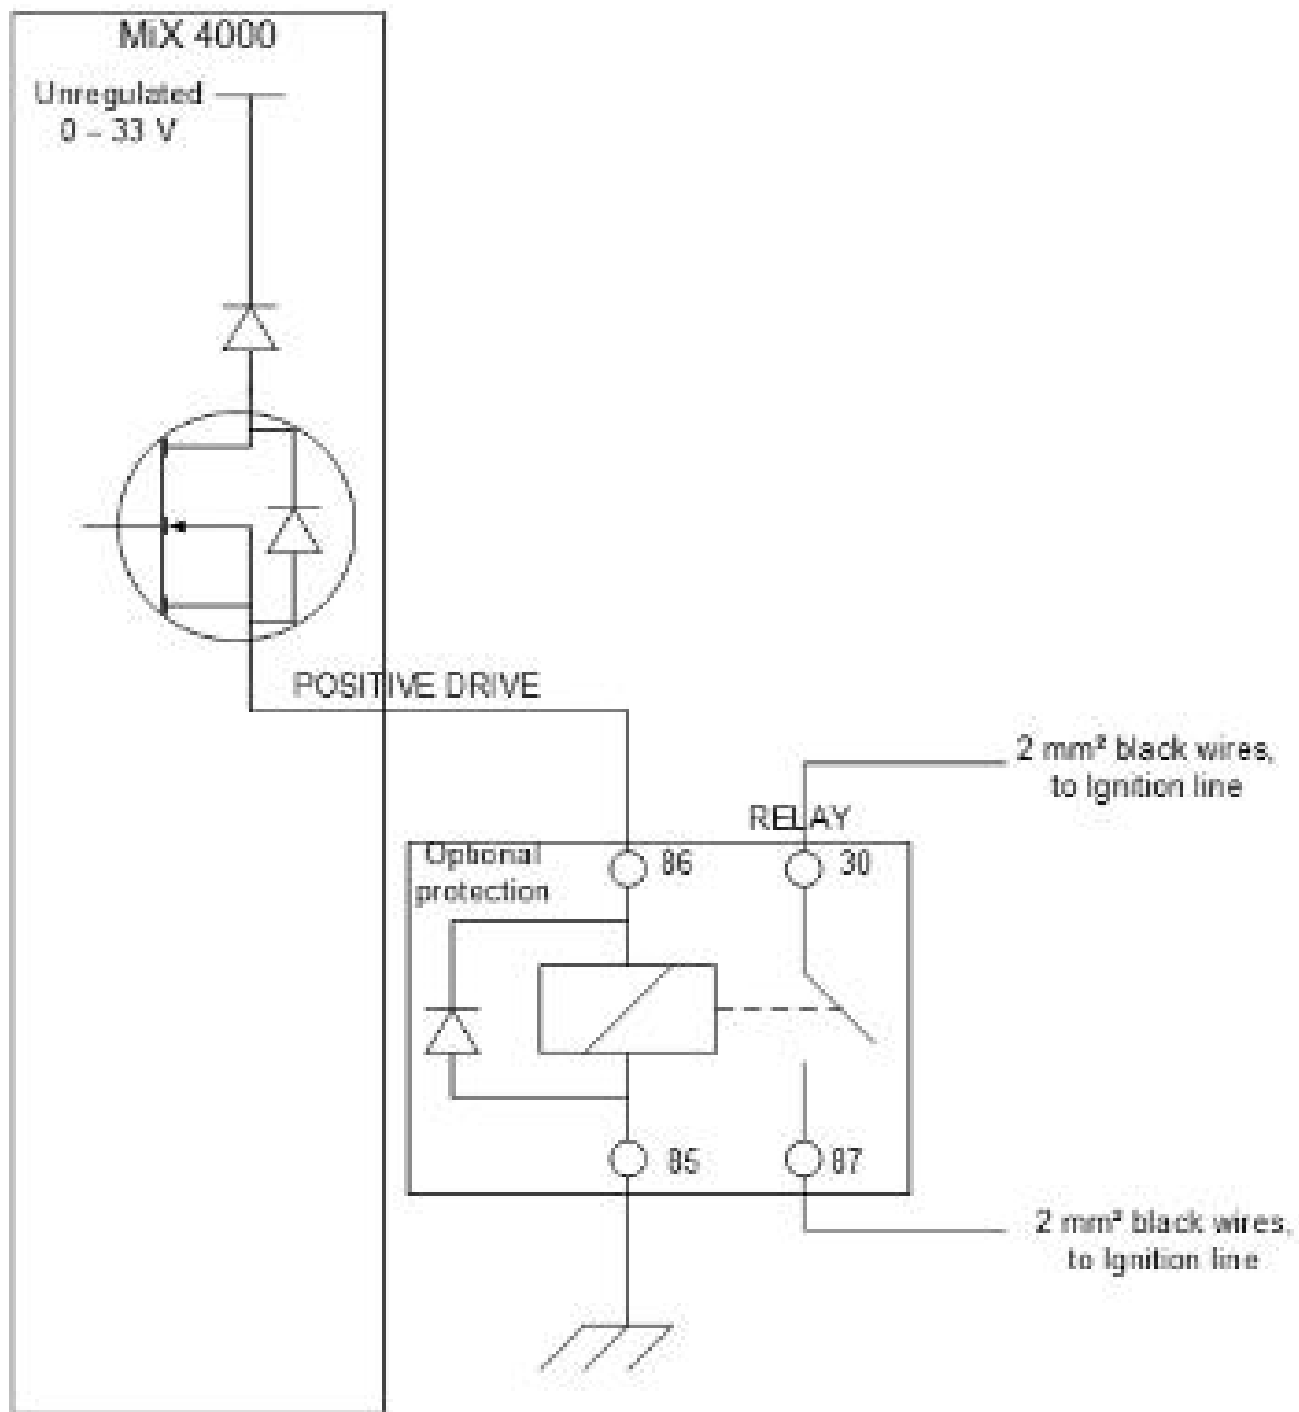 MiX 4000
Unregulated
0 – 33 V
POSITIVE DRIVE
2 mm² black wires,
to Ignition line
RELAY
Optional
protection
86
30
85
87
2 mm² black wires,
to Ignition line